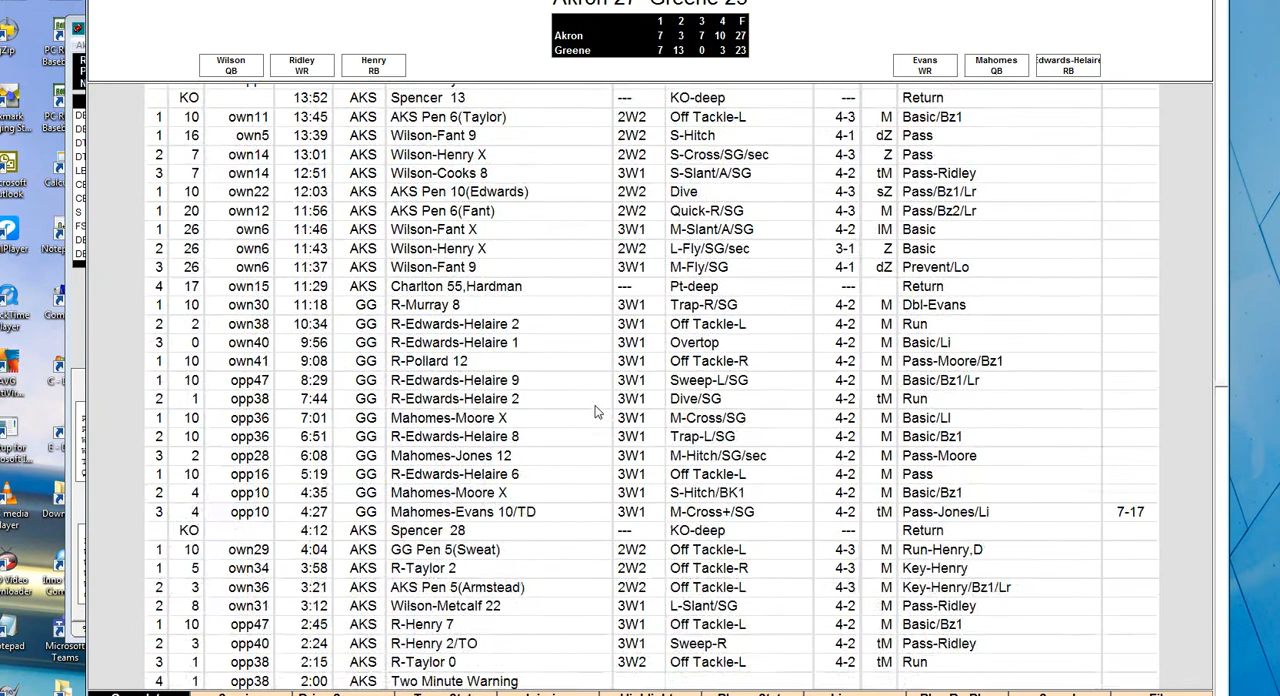 Akron 27 Greene 23
1 2 3 4 F
Akron 7 3 7 10 27
Greene 7 13 0 3 23
Wilson QB
Ridley WR
Henry RB
Evans WR
Mahomes QB
Edwards-Helaire RB
KO 13:52 AKS Spencer 13 --- KO-deep --- Return
1 10 own11 13:45 AKS AKS Pen 6(Taylor) 2W2 Off Tackle-L 4-3 M Basic/Bz1
1 16 own5 13:39 AKS Wilson-Fant 9 2W2 S-Hitch 4-1 dZ Pass
2 7 own14 13:01 AKS Wilson-Henry X 2W2 S-Cross/SG/sec 4-3 Z Pass
3 7 own14 12:51 AKS Wilson-Cooks 8 3W1 S-Slant/A/SG 4-2 tM Pass-Ridley
1 10 own22 12:03 AKS AKS Pen 10(Edwards) 2W2 Dive 4-3 sZ Pass/Bz1/Lr
1 20 own12 11:56 AKS AKS Pen 6(Fant) 2W2 Quick-R/SG 4-3 M Pass/Bz2/Lr
1 26 own6 11:46 AKS Wilson-Fant X 3W1 M-Slant/A/SG 4-2 IM Basic
2 26 own6 11:43 AKS Wilson-Henry X 2W2 L-Fly/SG/sec 3-1 Z Basic
3 26 own6 11:37 AKS Wilson-Fant 9 3W1 M-Fly/SG 4-1 dZ Prevent/Lo
4 17 own15 11:29 AKS Charlton 55,Hardman --- Pt-deep --- Return
1 10 own30 11:18 GG R-Murray 8 3W1 Trap-R/SG 4-2 M Dbl-Evans
2 2 own38 10:34 GG R-Edwards-Helaire 2 3W1 Off Tackle-L 4-2 M Run
3 0 own40 9:56 GG R-Edwards-Helaire 1 3W1 Overtop 4-2 M Basic/Li
1 10 own41 9:08 GG R-Pollard 12 3W1 Off Tackle-R 4-2 M Pass-Moore/Bz1
1 10 opp47 8:29 GG R-Edwards-Helaire 9 3W1 Sweep-L/SG 4-2 M Basic/Bz1/Lr
2 1 opp38 7:44 GG R-Edwards-Helaire 2 3W1 Dive/SG 4-2 tM Run
1 10 opp36 7:01 GG Mahomes-Moore X 3W1 M-Cross/SG 4-2 M Basic/LI
2 10 opp36 6:51 GG R-Edwards-Helaire 8 3W1 Trap-L/SG 4-2 M Basic/Bz1
3 2 opp28 6:08 GG Mahomes-Jones 12 3W1 M-Hitch/SG/sec 4-2 M Pass-Moore
1 10 opp16 5:19 GG R-Edwards-Helaire 6 3W1 Off Tackle-L 4-2 M Pass
2 4 opp10 4:35 GG Mahomes-Moore X 3W1 S-Hitch/BK1 4-2 M Basic/Bz1
3 4 opp10 4:27 GG Mahomes-Evans 10/TD 3W1 M-Cross+/SG 4-2 tM Pass-Jones/Li 7-17
KO 4:12 AKS Spencer 28 --- KO-deep --- Return
1 10 own29 4:04 AKS GG Pen 5(Sweat) 2W2 Off Tackle-L 4-3 M Run-Henry,D
1 5 own34 3:58 AKS R-Taylor 2 2W2 Off Tackle-R 4-3 M Key-Henry
2 3 own36 3:21 AKS AKS Pen 5(Armstead) 2W2 Off Tackle-L 4-3 M Key-Henry/Bz1/Lr
2 8 own31 3:12 AKS Wilson-Metcalf 22 3W1 L-Slant/SG 4-2 M Pass-Ridley
1 10 opp47 2:45 AKS R-Henry 7 3W1 Off Tackle-L 4-2 M Pass-Ridley
2 3 opp40 2:24 AKS R-Henry 2/TO 3W1 Sweep-R 4-2 tM Pass-Ridley
3 1 opp38 2:15 AKS R-Taylor 0 3W2 Off Tackle-L 4-2 tM Run
4 1 opp38 2:00 AKS Two Minute Warning